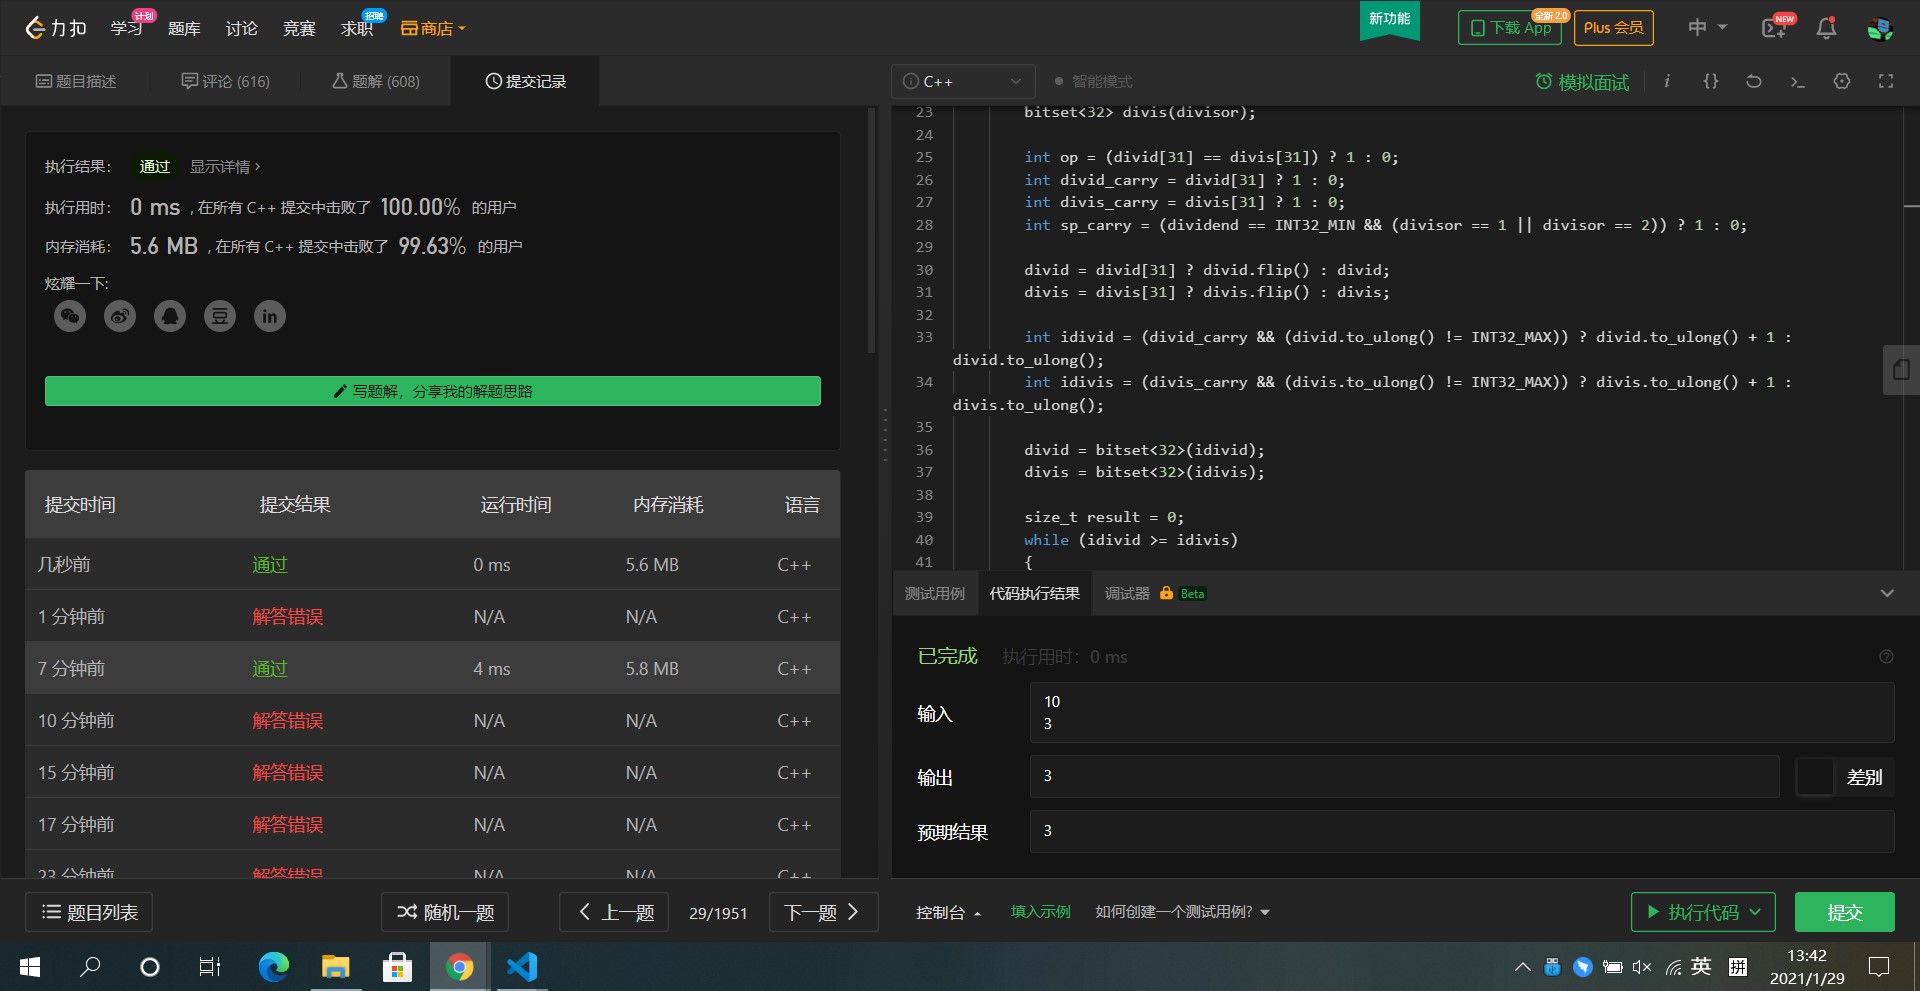 力扣
学习
计划
题库
讨论
竞赛
求职
招聘
商店
新功能
下载 App
全新 2.0
Plus 会员
中
NEW
题目描述
评论 (616)
题解 (608)
提交记录
执行结果：
通过
显示详情 ›
执行用时：
0 ms
, 在所有 C++ 提交中击败了
100.00%
的用户
内存消耗：
5.6 MB
, 在所有 C++ 提交中击败了
99.63%
的用户
炫耀一下:
豆
in
写题解，分享我的解题思路
提交时间 提交结果 运行时间 内存消耗 语言
几秒前 通过 0 ms 5.6 MB C++
1 分钟前 解答错误 N/A N/A C++
7 分钟前 通过 4 ms 5.8 MB C++
10 分钟前 解答错误 N/A N/A C++
15 分钟前 解答错误 N/A N/A C++
17 分钟前 解答错误 N/A N/A C++
23 分钟前 解答错误 N/A N/A C++
题目列表
随机一题
上一题
29/1951
下一题
C++
智能模式
模拟面试
i
{}
23 bitset<32> divis(divisor);
24
25 int op = (divid[31] == divis[31]) ? 1 : 0;
26 int divid_carry = divid[31] ? 1 : 0;
27 int divis_carry = divis[31] ? 1 : 0;
28 int sp_carry = (dividend == INT32_MIN && (divisor == 1 || divisor == 2)) ? 1 : 0;
29
30 divid = divid[31] ? divid.flip() : divid;
31 divis = divis[31] ? divis.flip() : divis;
32
33 int idivid = (divid_carry && (divid.to_ulong() != INT32_MAX)) ? divid.to_ulong() + 1 :
divid.to_ulong();
34 int idivis = (divis_carry && (divis.to_ulong() != INT32_MAX)) ? divis.to_ulong() + 1 :
divis.to_ulong();
35
36 divid = bitset<32>(idivid);
37 divis = bitset<32>(idivis);
38
39 size_t result = 0;
40 while (idivid >= idivis)
41 {
测试用例
代码执行结果
调试器
Beta
已完成
执行用时：0 ms
输入
10
3
输出
3
差别
预期结果
3
控制台
填入示例
如何创建一个测试用例?
执行代码
提交
英
拼
13:42
2021/1/29